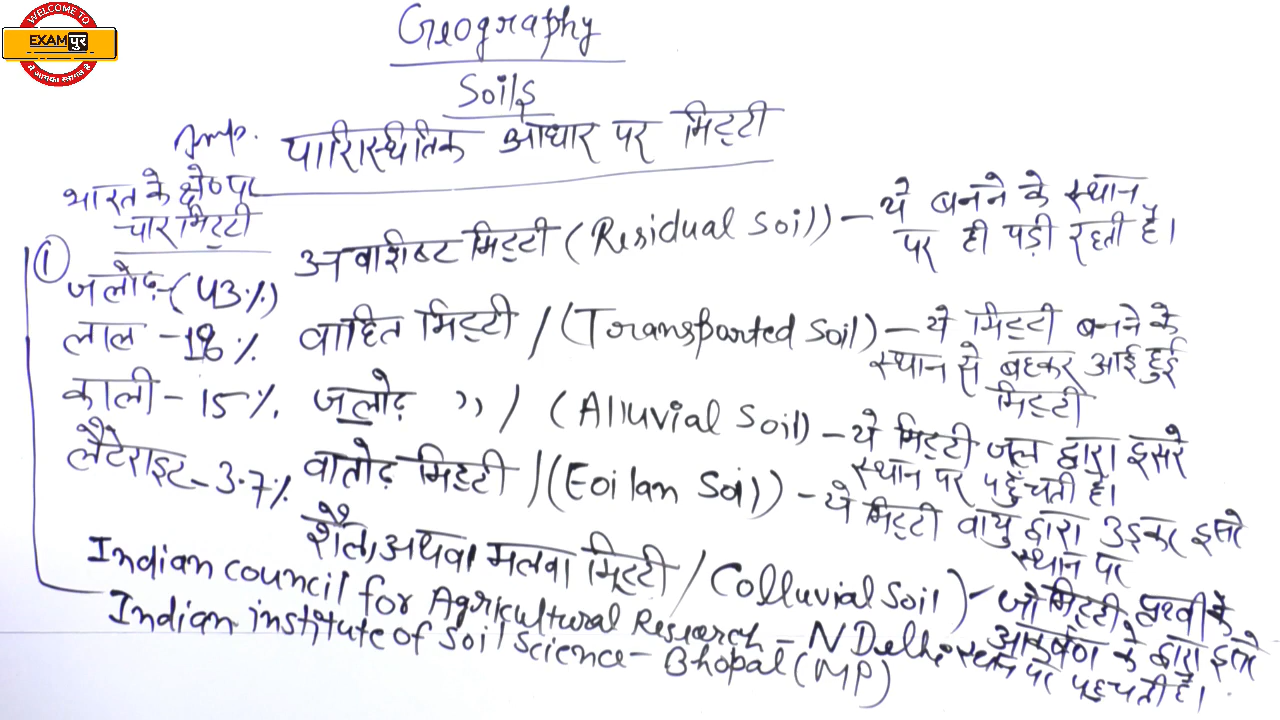 WELCOME TO
EXAMपुर
Geography
Soils
Imp.
पारिस्थितिक आधार पर मिट्टी
भारत के क्षे० पर
चार मिट्टी
① जलोढ़-(43%)
लाल -18%
काली - 15%
लैटेराइट - 3.7%
अवशिष्ट मिट्टी (Residual Soil) - ये बनने के स्थान
पर ही पड़ी रहती है।
वाहित मिट्टी / (Transported Soil) - ये मिट्टी बनने के
स्थान से बहकर आई हुई
मिट्टी
जलोढ़ " / (Alluvial Soil) - ये मिट्टी जल द्वारा इसरे
स्थान पर पहुँचती है।
वातोढ़ मिट्टी / (Eoilan Soil) - ये मिट्टी वायु द्वारा उड़कर इसरे
स्थान पर
शैल, अथवा मलवा मिट्टी / Colluvial Soil) - जो मिट्टी पृथ्वी के
आकर्षण के द्वारा इसरे
स्थान पर पहुचती है।
Indian council for Agricultural Research - N Delhi
Indian institute of Soil Science - Bhopal (MP)